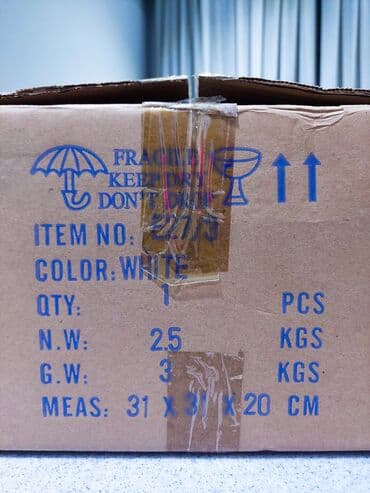 FRAGILE
KEEP DRY
DON'T DROP
ITEM NO:
COLOR: WHITE
QTY: 1 PCS
N.W: 2.5 KGS
G.W: 3 KGS
MEAS: 31 X 31 X 20 CM